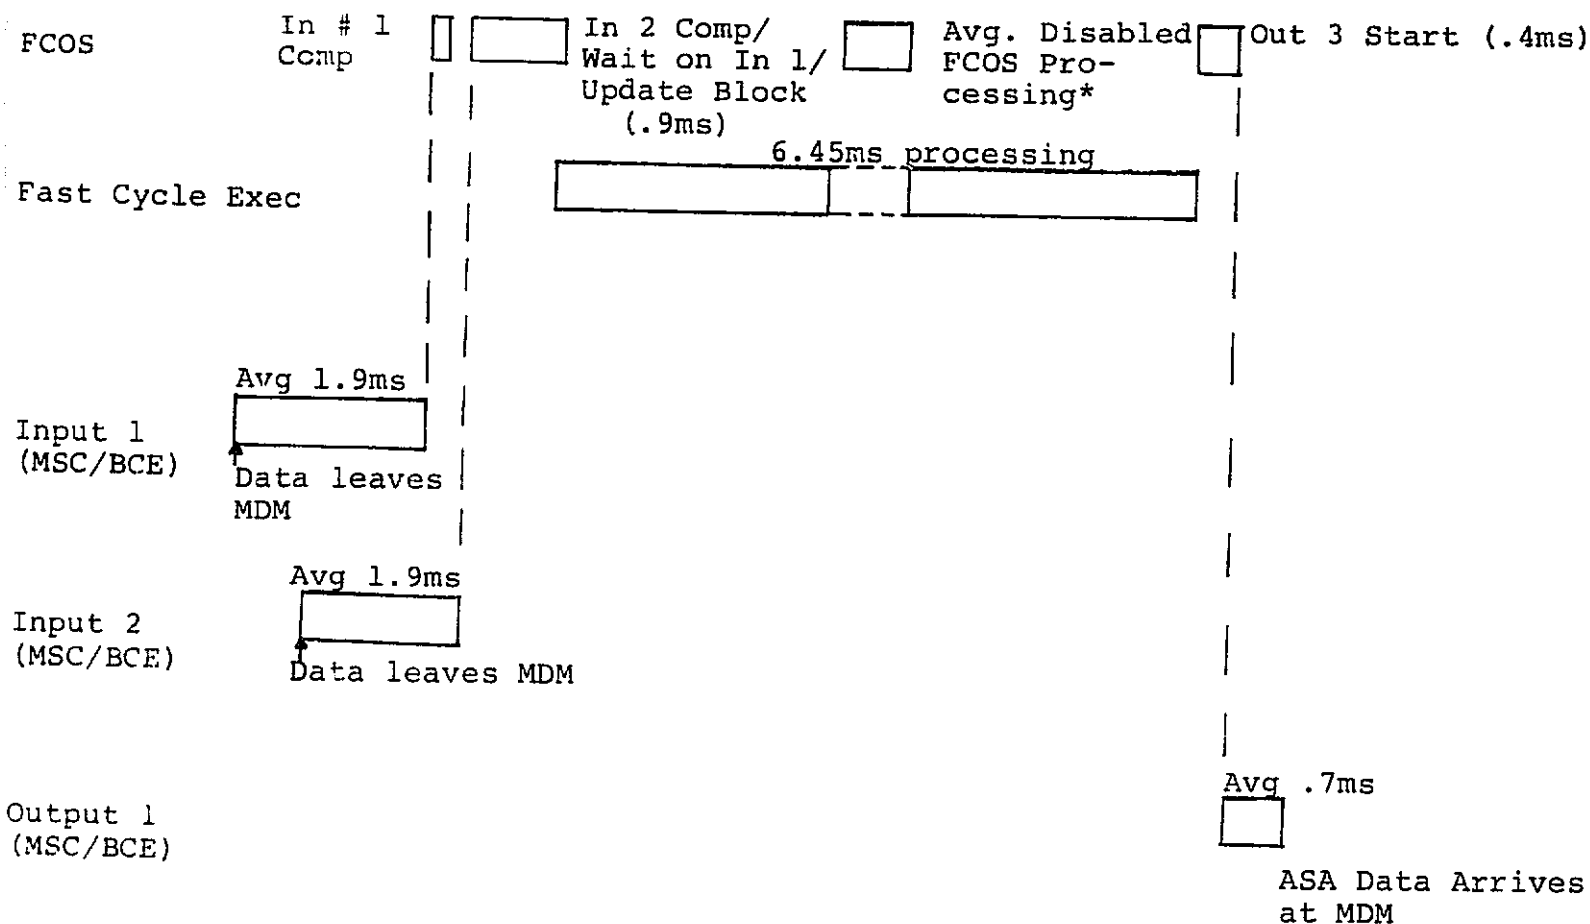 FCOS
In # 1
Comp
In 2 Comp/
Wait on In 1/
Update Block
(.9ms)
Avg. Disabled
FCOS Pro-
cessing*
Out 3 Start (.4ms)
6.45ms processing
Fast Cycle Exec
Avg 1.9ms
Input 1
(MSC/BCE)
Data leaves
MDM
Avg 1.9ms
Input 2
(MSC/BCE)
Data leaves MDM
Avg .7ms
Output 1
(MSC/BCE)
ASA Data Arrives
at MDM